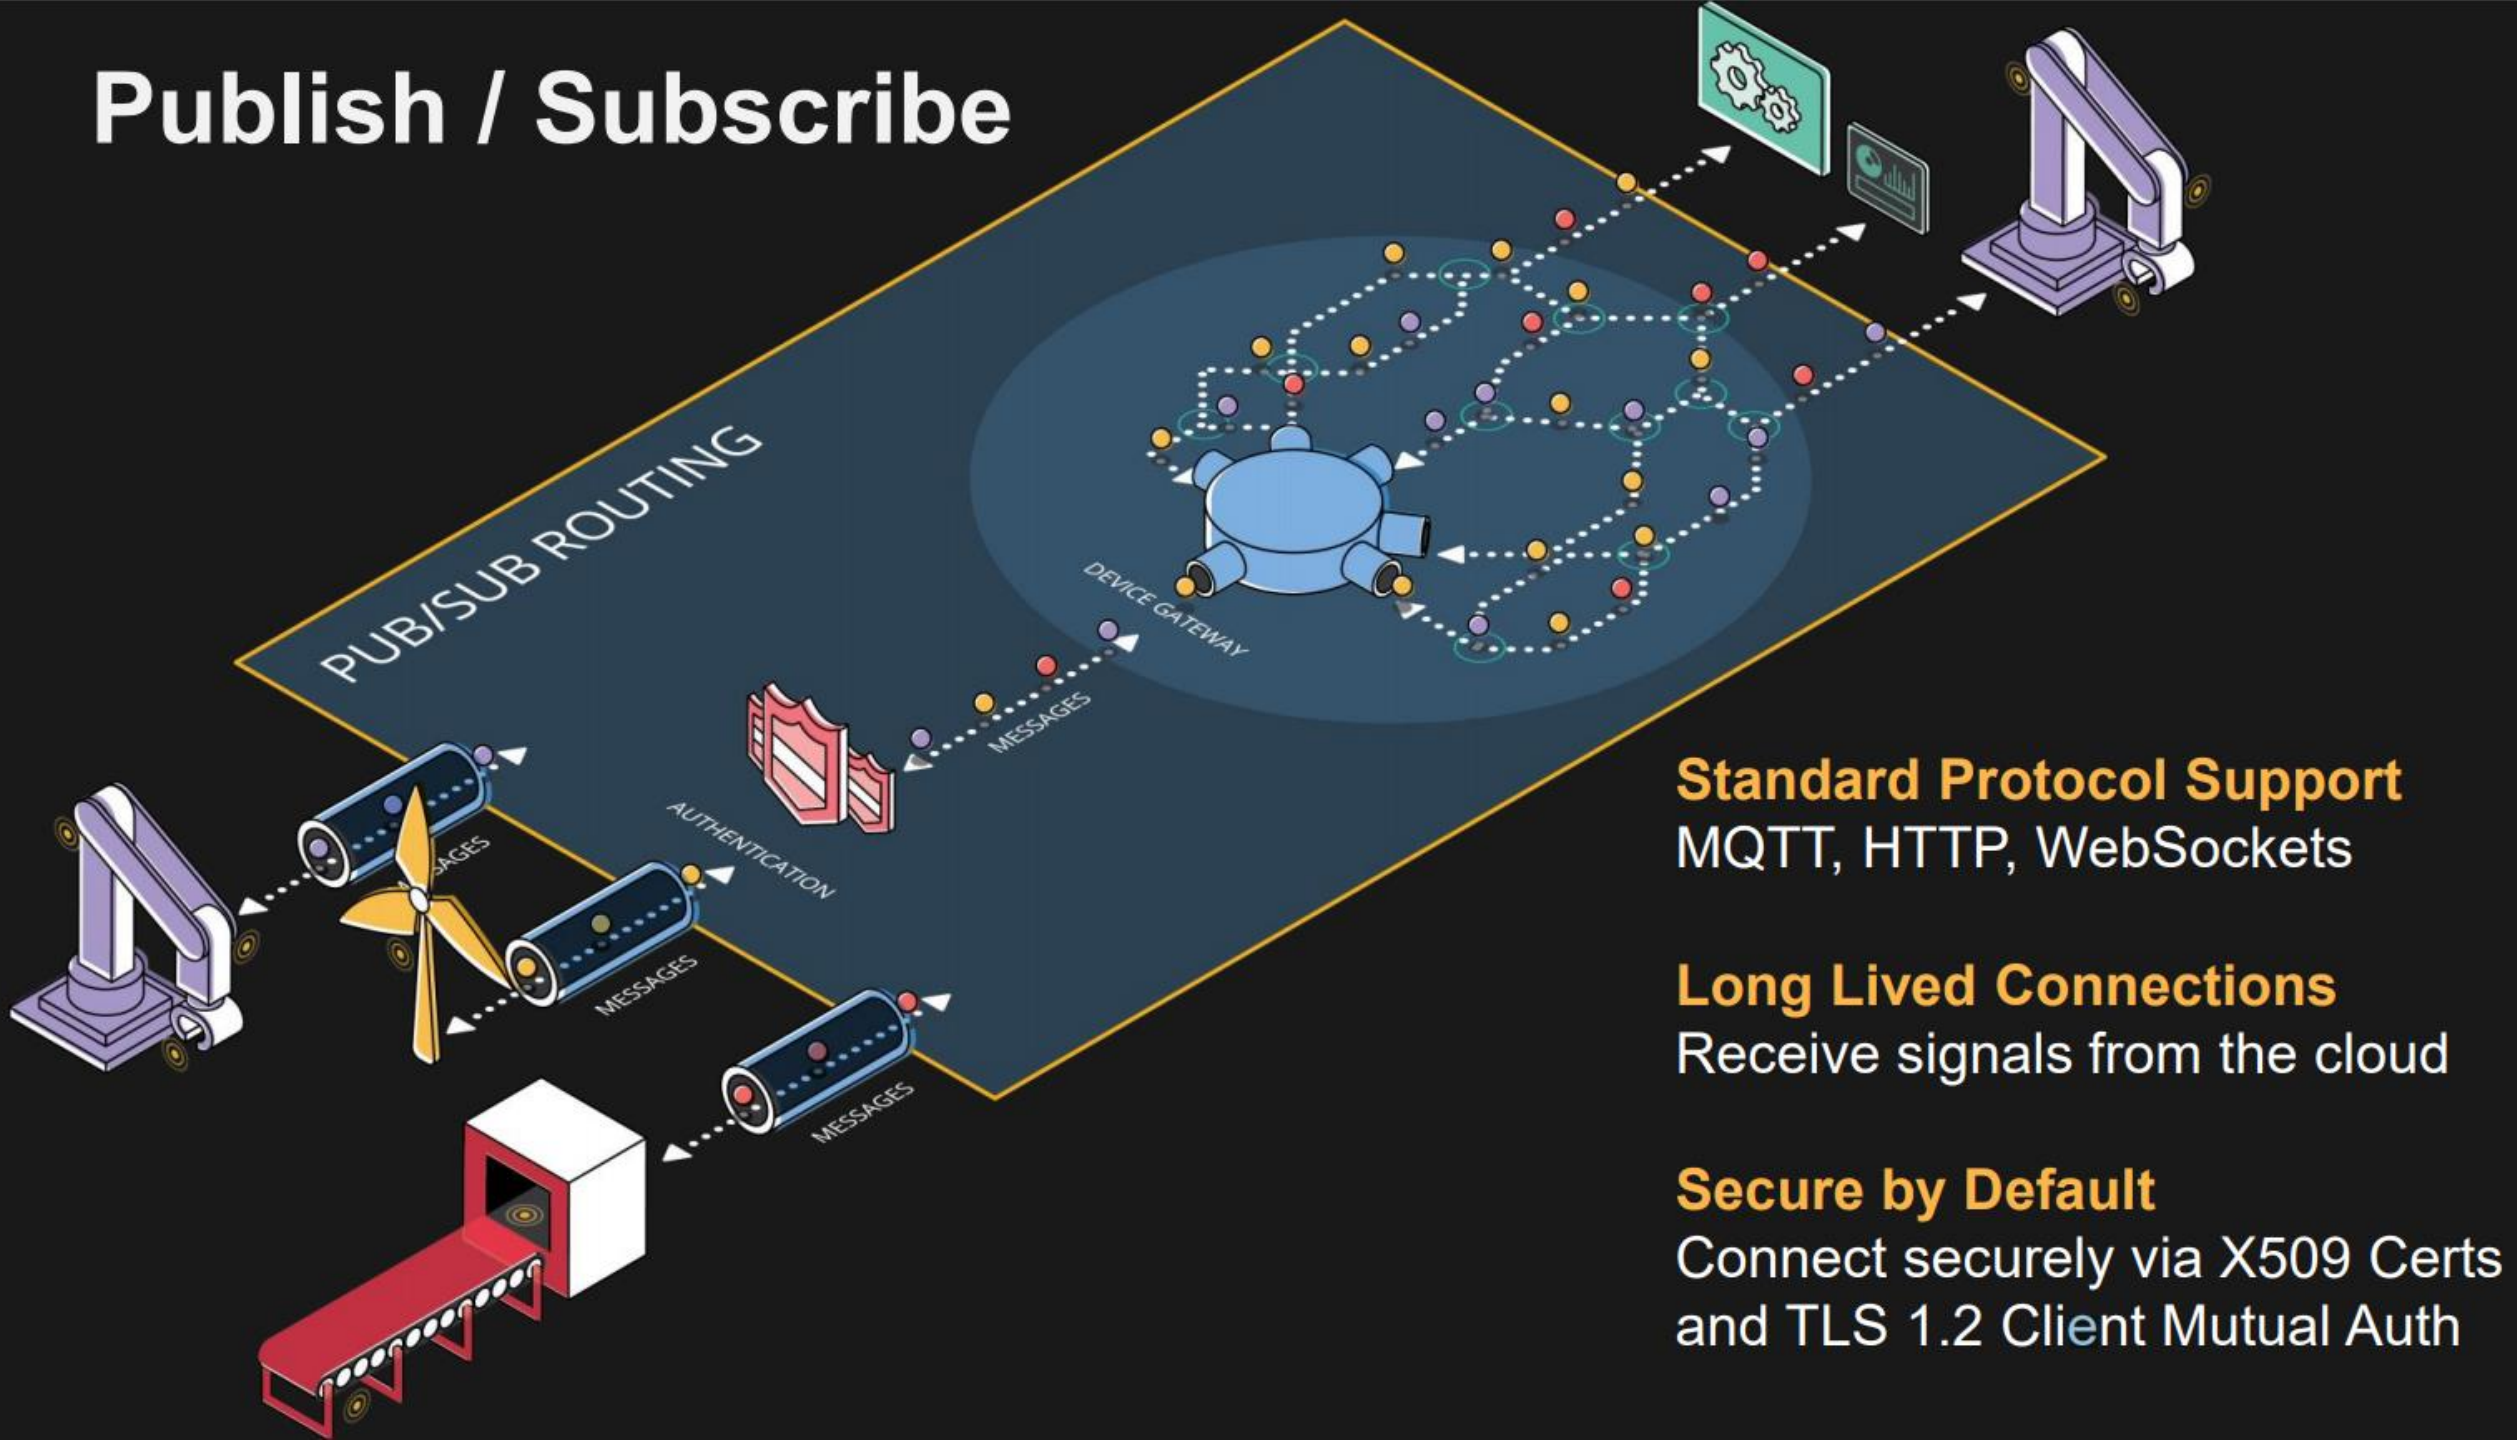 Publish / Subscribe
PUB/SUB ROUTING
DEVICE GATEWAY
MESSAGES
AUTHENTICATION
MESSAGES
MESSAGES
Standard Protocol Support
MQTT, HTTP, WebSockets
Long Lived Connections
Receive signals from the cloud
Secure by Default
Connect securely via X509 Certs
and TLS 1.2 Client Mutual Auth